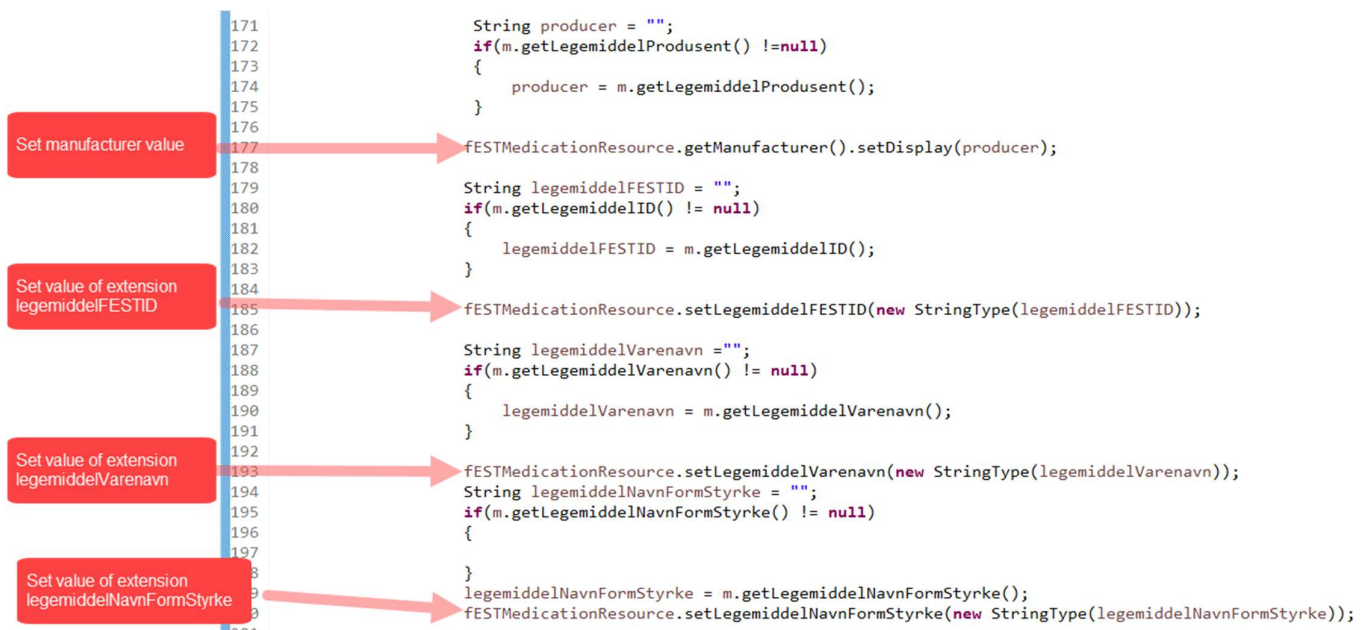 171 String producer = "";
172 if(m.getLegemiddelProdusent() !=null)
173 {
174 producer = m.getLegemiddelProdusent();
175 }
176
Set manufacturer value
177 fESTMedicationResource.getManufacturer().setDisplay(producer);
178
179 String legemiddelFESTID = "";
180 if(m.getLegemiddelID() != null)
181 {
182 legemiddelFESTID = m.getLegemiddelID();
183 }
184
Set value of extension
legemiddelFESTID
185 fESTMedicationResource.setLegemiddelFESTID(new StringType(legemiddelFESTID));
186
187 String legemiddelVarenavn ="";
188 if(m.getLegemiddelVarenavn() != null)
189 {
190 legemiddelVarenavn = m.getLegemiddelVarenavn();
191 }
192
Set value of extension
legemiddelVarenavn
193 fESTMedicationResource.setLegemiddelVarenavn(new StringType(legemiddelVarenavn));
194 String legemiddelNavnFormStyrke = "";
195 if(m.getLegemiddelNavnFormStyrke() != null)
196 {
197
8 }
Set value of extension
legemiddelNavnFormStyrke
9 legemiddelNavnFormStyrke = m.getLegemiddelNavnFormStyrke();
0 fESTMedicationResource.setLegemiddelNavnFormStyrke(new StringType(legemiddelNavnFormStyrke));